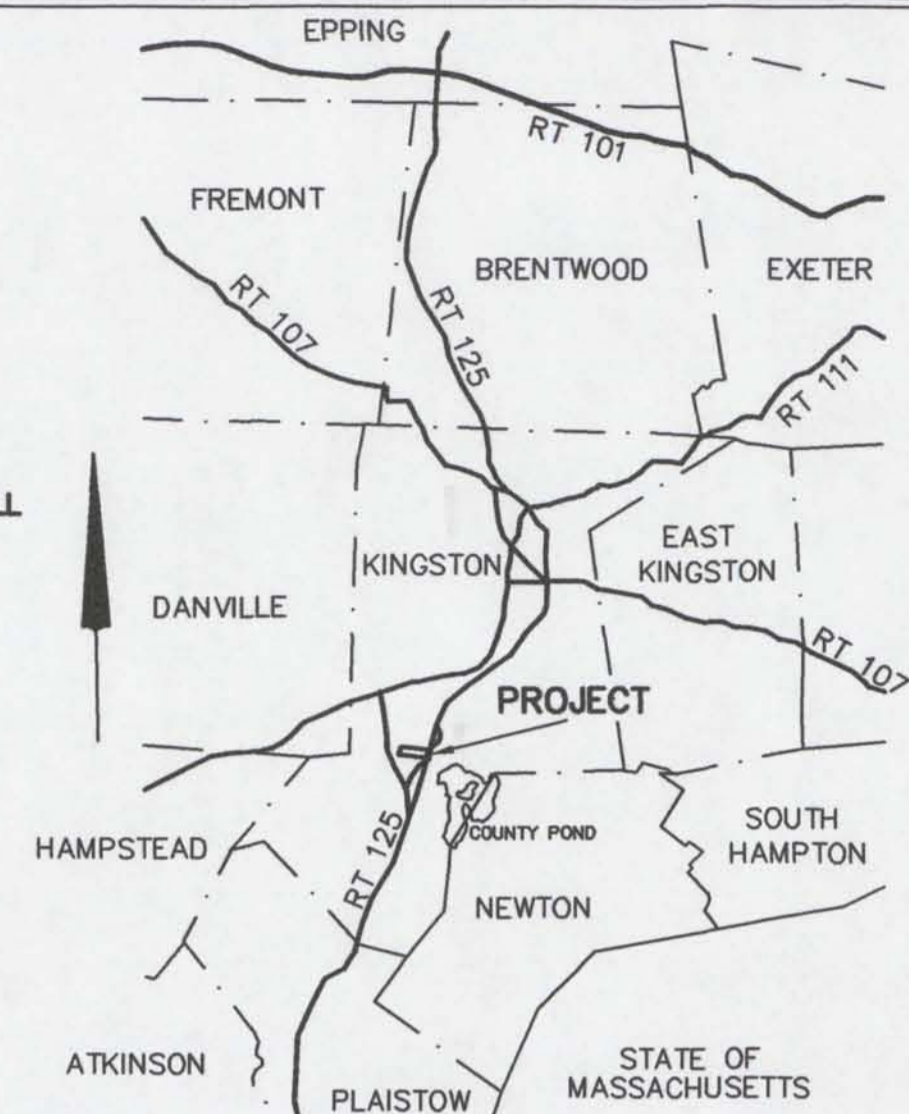 EPPING
RT 101
FREMONT
BRENTWOOD
EXETER
RT 107
RT 125
RT 111
KINGSTON
EAST
KINGSTON
DANVILLE
RT 107
PROJECT
HAMPSTEAD
RT 125
COUNTY POND
SOUTH
HAMPTON
NEWTON
ATKINSON
PLAISTOW
STATE OF
MASSACHUSETTS